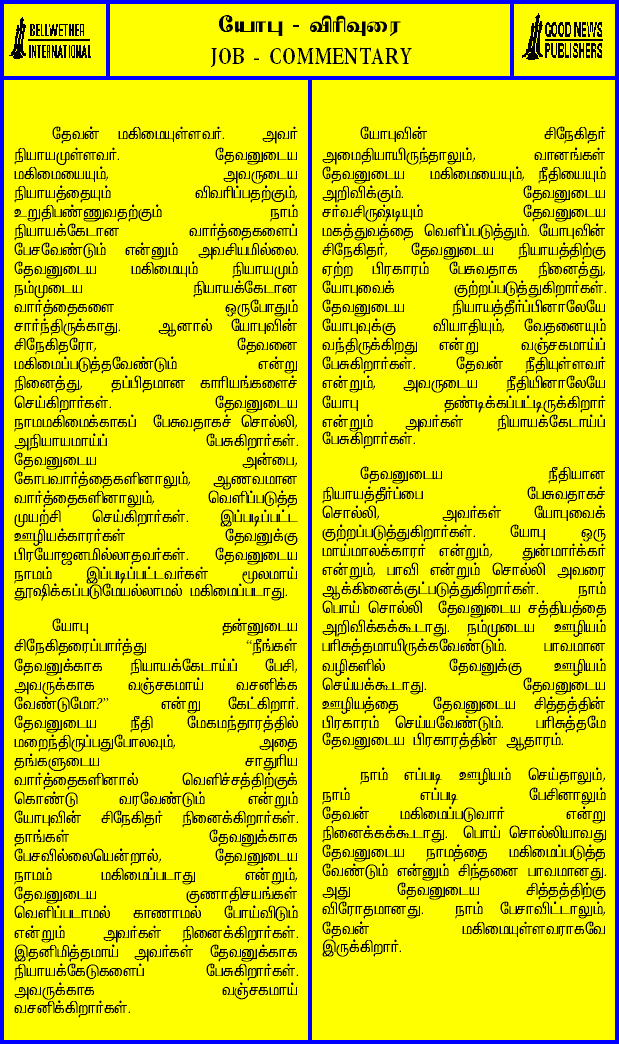 BELLWETHER
INTERNATIONAL
யோபு - விரிவுரை
JOB - COMMENTARY
GOOD NEWS
PUBLISHERS
தேவன் மகிமையுள்ளவர். அவர்
நியாயமுள்ளவர். தேவனுடைய
மகிமையையும், அவருடைய
நியாயத்தையும் விவரிப்பதற்கும்,
உறுதிபண்ணுவதற்கும் நாம்
நியாயக்கேடான வார்த்தைகளைப்
பேசவேண்டும் என்னும் அவசியமில்லை.
தேவனுடைய மகிமையும் நியாயமும்
நம்முடைய நியாயக்கேடான
வார்த்தைகளை ஒருபோதும்
சார்ந்திருக்காது. ஆனால் யோபுவின்
சிநேகிதரோ, தேவனை
மகிமைப்படுத்தவேண்டும் என்று
நினைத்து, தப்பிதமான காரியங்களைச்
செய்கிறார்கள். தேவனுடைய
நாமமகிமைக்காகப் பேசுவதாகச் சொல்லி,
அநியாயமாய்ப் பேசுகிறார்கள்.
தேவனுடைய அன்பை,
கோபவார்த்தைகளினாலும், ஆணவமான
வார்த்தைகளினாலும், வெளிப்படுத்த
முயற்சி செய்கிறார்கள். இப்படிப்பட்ட
ஊழியக்காரர்கள் தேவனுக்கு
பிரயோஜனமில்லாதவர்கள். தேவனுடைய
நாமம் இப்படிப்பட்டவர்கள் மூலமாய்
தூஷிக்கப்படுமேயல்லாமல் மகிமைப்படாது.
யோபு தன்னுடைய
சிநேகிதரைப்பார்த்து “நீங்கள்
தேவனுக்காக நியாயக்கேடாய்ப் பேசி,
அவருக்காக வஞ்சகமாய் வசனிக்க
வேண்டுமோ?” என்று கேட்கிறார்.
தேவனுடைய நீதி மேகமந்தாரத்தில்
மறைந்திருப்பதுபோலவும், அதை
தங்களுடைய சாதுரிய
வார்த்தைகளினால் வெளிச்சத்திற்குக்
கொண்டு வரவேண்டும் என்றும்
யோபுவின் சிநேகிதர் நினைக்கிறார்கள்.
தாங்கள் தேவனுக்காக
பேசவில்லையென்றால், தேவனுடைய
நாமம் மகிமைப்படாது என்றும்,
தேவனுடைய குணாதிசயங்கள்
வெளிப்படாமல் காணாமல் போய்விடும்
என்றும் அவர்கள் நினைக்கிறார்கள்.
இதனிமித்தமாய் அவர்கள் தேவனுக்காக
நியாயக்கேடுகளைப் பேசுகிறார்கள்.
அவருக்காக வஞ்சகமாய்
வசனிக்கிறார்கள்.
யோபுவின் சிநேகிதர்
அமைதியாயிருந்தாலும், வானங்கள்
தேவனுடைய மகிமையையும், நீதியையும்
அறிவிக்கும். தேவனுடைய
சர்வசிருஷ்டியும் தேவனுடைய
மகத்துவத்தை வெளிப்படுத்தும். யோபுவின்
சிநேகிதர், தேவனுடைய நியாயத்திற்கு
ஏற்ற பிரகாரம் பேசுவதாக நினைத்து,
யோபுவைக் குற்றப்படுத்துகிறார்கள்.
தேவனுடைய நியாயத்தீர்ப்பினாலேயே
யோபுவுக்கு வியாதியும், வேதனையும்
வந்திருக்கிறது என்று வஞ்சகமாய்ப்
பேசுகிறார்கள். தேவன் நீதியுள்ளவர்
என்றும், அவருடைய நீதியினாலேயே
யோபு தண்டிக்கப்பட்டிருக்கிறார்
என்றும் அவர்கள் நியாயக்கேடாய்ப்
பேசுகிறார்கள்.
தேவனுடைய நீதியான
நியாயத்தீர்ப்பை பேசுவதாகச்
சொல்லி, அவர்கள் யோபுவைக்
குற்றப்படுத்துகிறார்கள். யோபு ஒரு
மாய்மாலக்காரர் என்றும், துன்மார்க்கர்
என்றும், பாவி என்றும் சொல்லி அவரை
ஆக்கினைக்குட்படுத்துகிறார்கள். நாம்
பொய் சொல்லி தேவனுடைய சத்தியத்தை
அறிவிக்கக்கூடாது. நம்முடைய ஊழியம்
பரிசுத்தமாயிருக்கவேண்டும். பாவமான
வழிகளில் தேவனுக்கு ஊழியம்
செய்யக்கூடாது. தேவனுடைய
ஊழியத்தை தேவனுடைய சித்தத்தின்
பிரகாரம் செய்யவேண்டும். பரிசுத்தமே
தேவனுடைய பிரகாரத்தின் ஆதாரம்.
நாம் எப்படி ஊழியம் செய்தாலும்,
நாம் எப்படி பேசினாலும்
தேவன் மகிமைப்படுவார் என்று
நினைக்கக்கூடாது. பொய் சொல்லியாவது
தேவனுடைய நாமத்தை மகிமைப்படுத்த
வேண்டும் என்னும் சிந்தனை பாவமானது.
அது தேவனுடைய சித்தத்திற்கு
விரோதமானது. நாம் பேசாவிட்டாலும்,
தேவன் மகிமையுள்ளவராகவே
இருக்கிறார்.